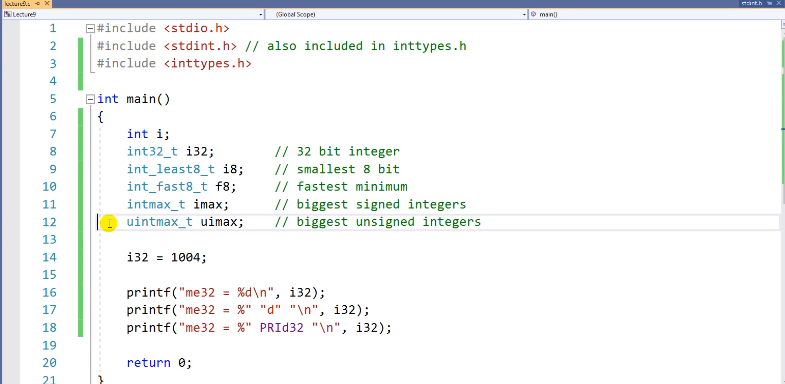 lecture9.c
stdint.h
Lecture9
(Global Scope)
main()
1 #include <stdio.h>
2 #include <stdint.h> // also included in inttypes.h
3 #include <inttypes.h>
4
5 int main()
6 {
7 int i;
8 int32_t i32; // 32 bit integer
9 int_least8_t i8; // smallest 8 bit
10 int_fast8_t f8; // fastest minimum
11 intmax_t imax; // biggest signed integers
12 uintmax_t uimax; // biggest unsigned integers
13
14 i32 = 1004;
15
16 printf("me32 = %d\n", i32);
17 printf("me32 = %" "d" "\n", i32);
18 printf("me32 = %" PRId32 "\n", i32);
19
20 return 0;
21 }